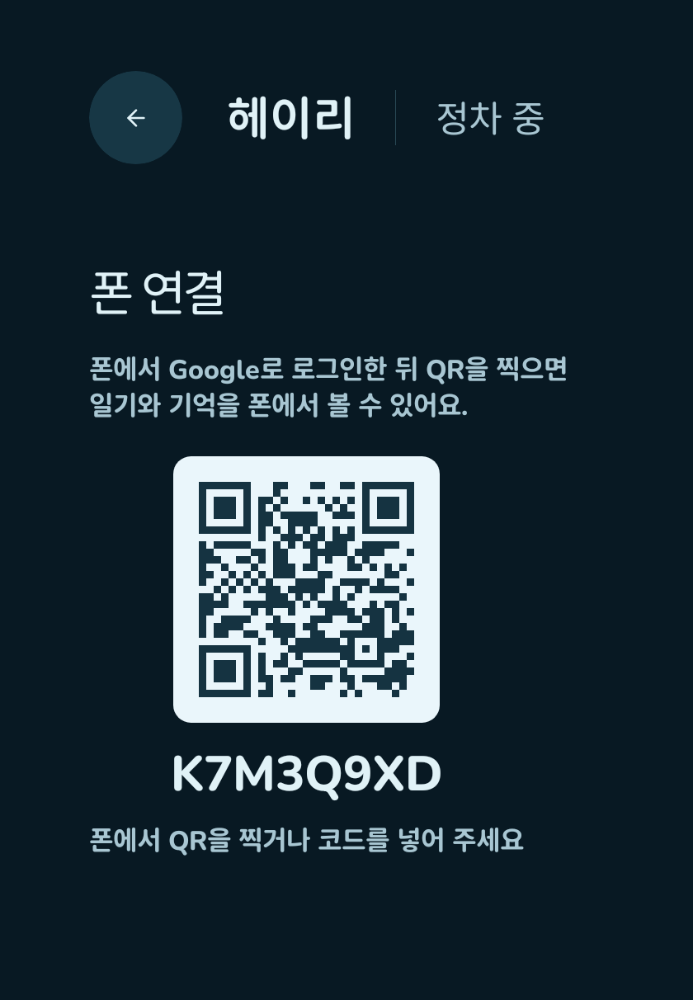 헤이리
정차 중
폰 연결
폰에서 Google로 로그인한 뒤 QR을 찍으면
일기와 기억을 폰에서 볼 수 있어요.
K7M3Q9XD
폰에서 QR을 찍거나 코드를 넣어 주세요